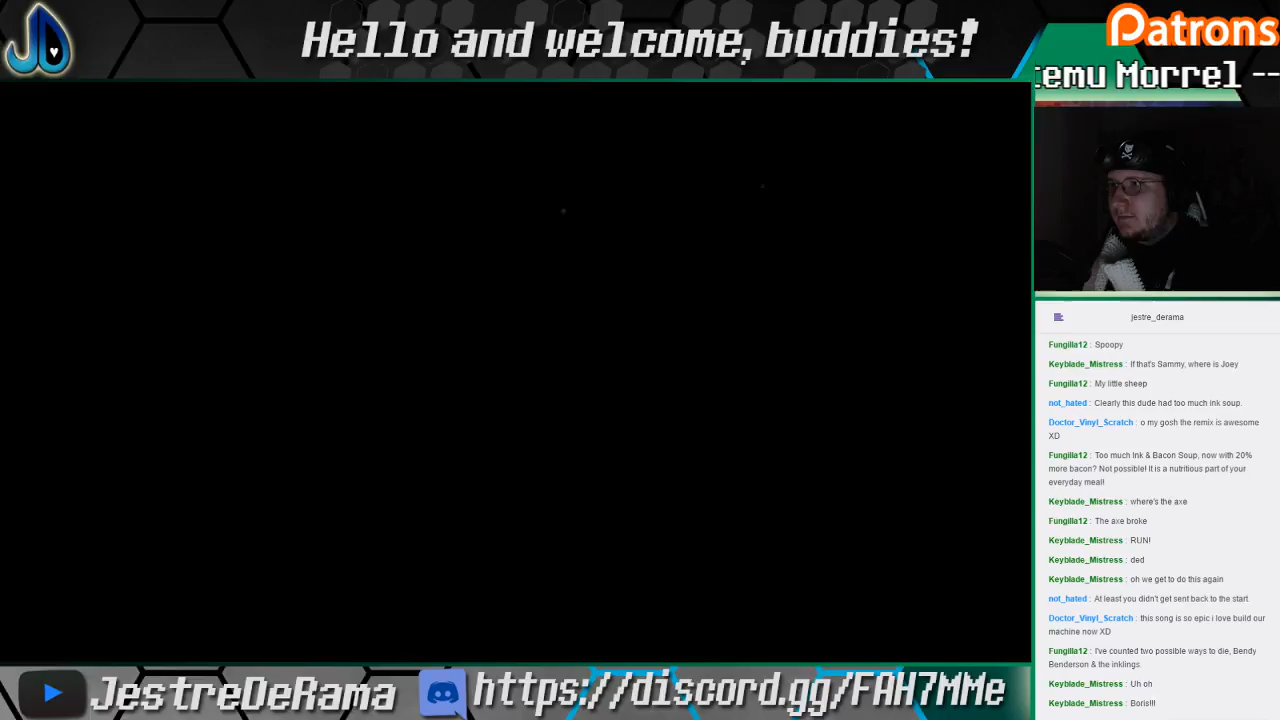 Hello and welcome, buddies!
Patrons
temu Morrel --
jestre_derama
Fungilla12 : Spoopy
Keyblade_Mistress : If that's Sammy, where is Joey
Fungilla12 : My little sheep
not_hated : Clearly this dude had too much ink soup.
Doctor_Vinyl_Scratch : o my gosh the remix is awesome
XD
Fungilla12 : Too much Ink & Bacon Soup, now with 20%
more bacon? Not possible! It is a nutritious part of your
everyday meal!
Keyblade_Mistress : where's the axe
Fungilla12 : The axe broke
Keyblade_Mistress : RUN!
Keyblade_Mistress : ded
Keyblade_Mistress : oh we get to do this again
not_hated : At least you didn't get sent back to the start.
Doctor_Vinyl_Scratch : this song is so epic i love build our
machine now XD
Fungilla12 : I've counted two possible ways to die, Bendy
Benderson & the inklings.
Keyblade_Mistress : Uh oh
Keyblade_Mistress : Boris!!!
JestreDeRama
https://discord.gg/FAH7MMe